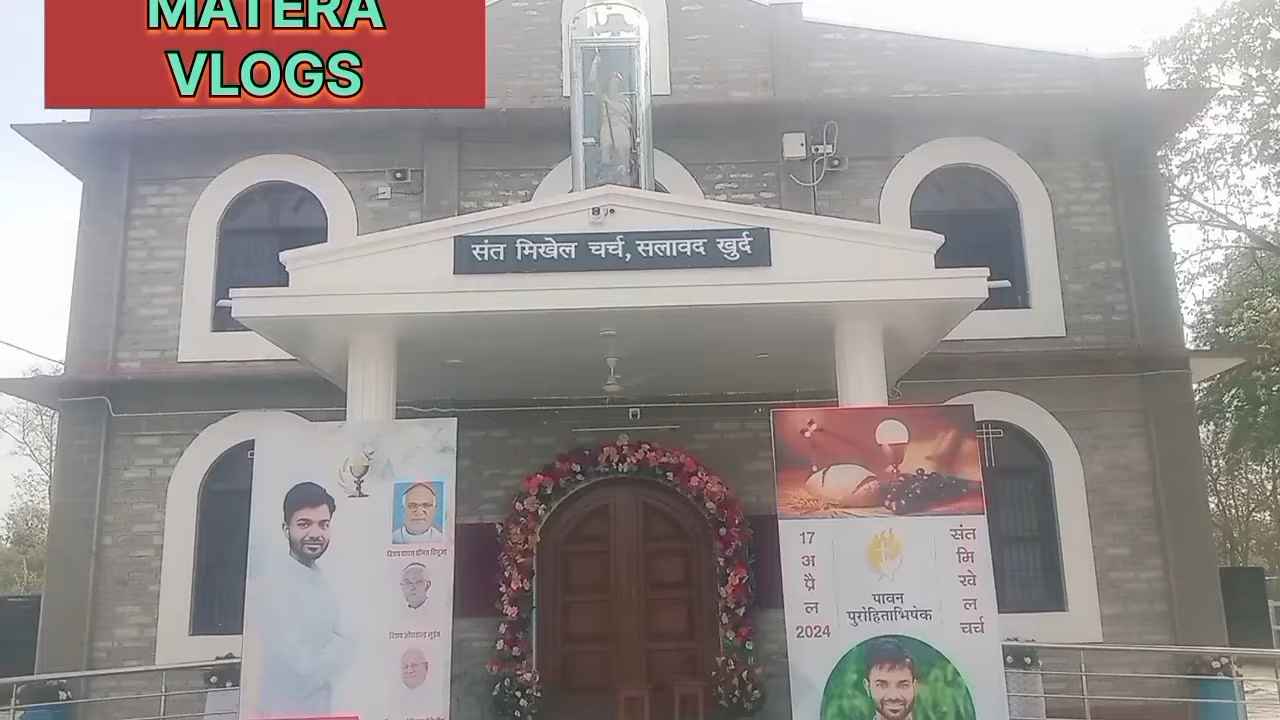 MATERA
VLOGS
संत मिखेल चर्च, सलावद खुर्द
17
अ
प्रै
ल
2024
पावन
पुरोहिताभिषेक
संत
मि
खे
ल
चर्च